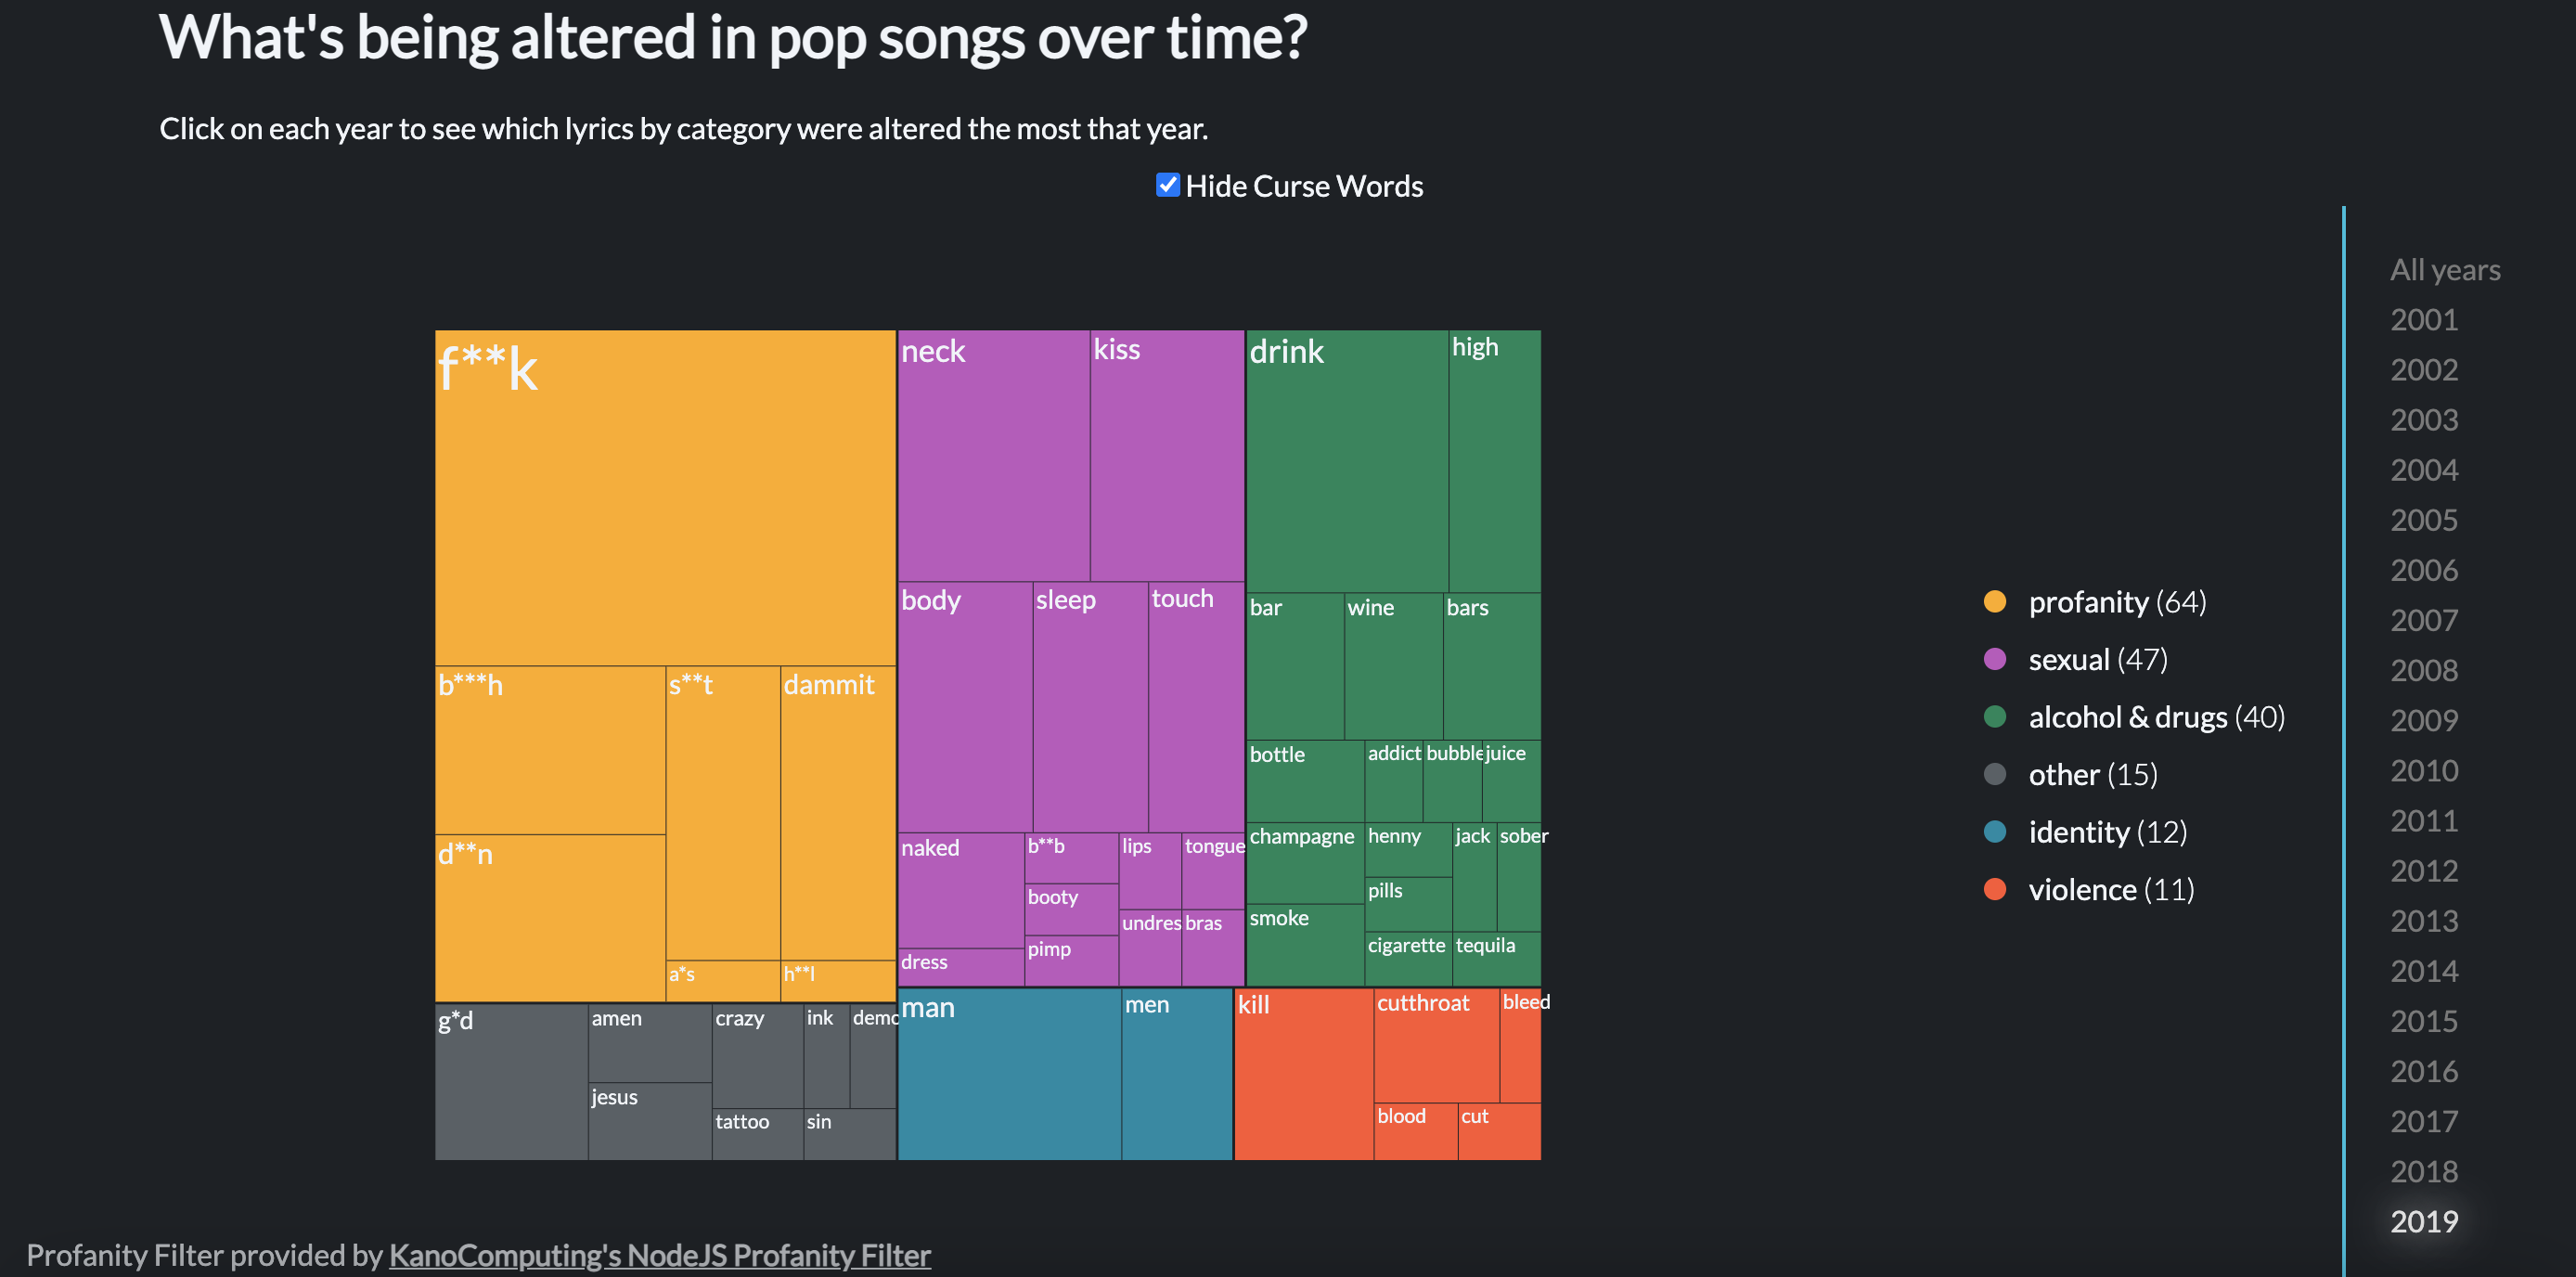 What's being altered in pop songs over time?
Click on each year to see which lyrics by category were altered the most that year.
Hide Curse Words
f**k
b***h
s**t
dammit
d**n
a*s
h**l
neck
kiss
body
sleep
touch
naked
b**b
lips
tongue
booty
undres
bras
pimp
dress
drink
high
bar
wine
bars
bottle
addict
bubble
juice
champagne
henny
jack
sober
pills
smoke
cigarette
tequila
g*d
amen
crazy
ink
demo
jesus
tattoo
sin
man
men
kill
cutthroat
bleed
blood
cut
profanity (64)
sexual (47)
alcohol & drugs (40)
other (15)
identity (12)
violence (11)
All years
2001
2002
2003
2004
2005
2006
2007
2008
2009
2010
2011
2012
2013
2014
2015
2016
2017
2018
2019
Profanity Filter provided by KanoComputing's NodeJS Profanity Filter